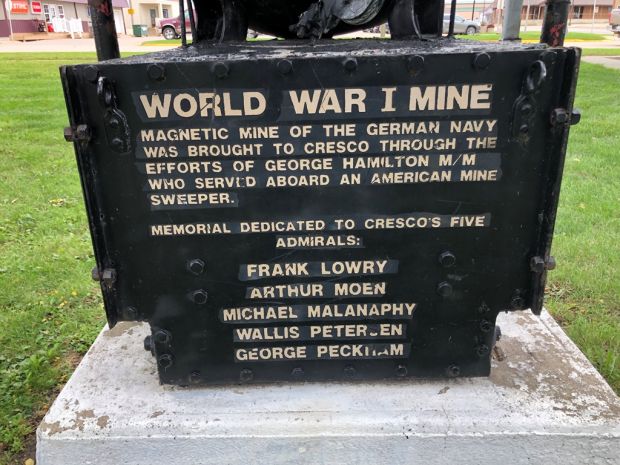 WORLD WAR I MINE
MAGNETIC MINE OF THE GERMAN NAVY
WAS BROUGHT TO CRESCO THROUGH THE
EFFORTS OF GEORGE HAMILTON M/M
WHO SERVED ABOARD AN AMERICAN MINE
SWEEPER.
MEMORIAL DEDICATED TO CRESCO'S FIVE
ADMIRALS:
FRANK LOWRY
ARTHUR MOEN
MICHAEL MALANAPHY
WALLIS PETERSEN
GEORGE PECKHAM